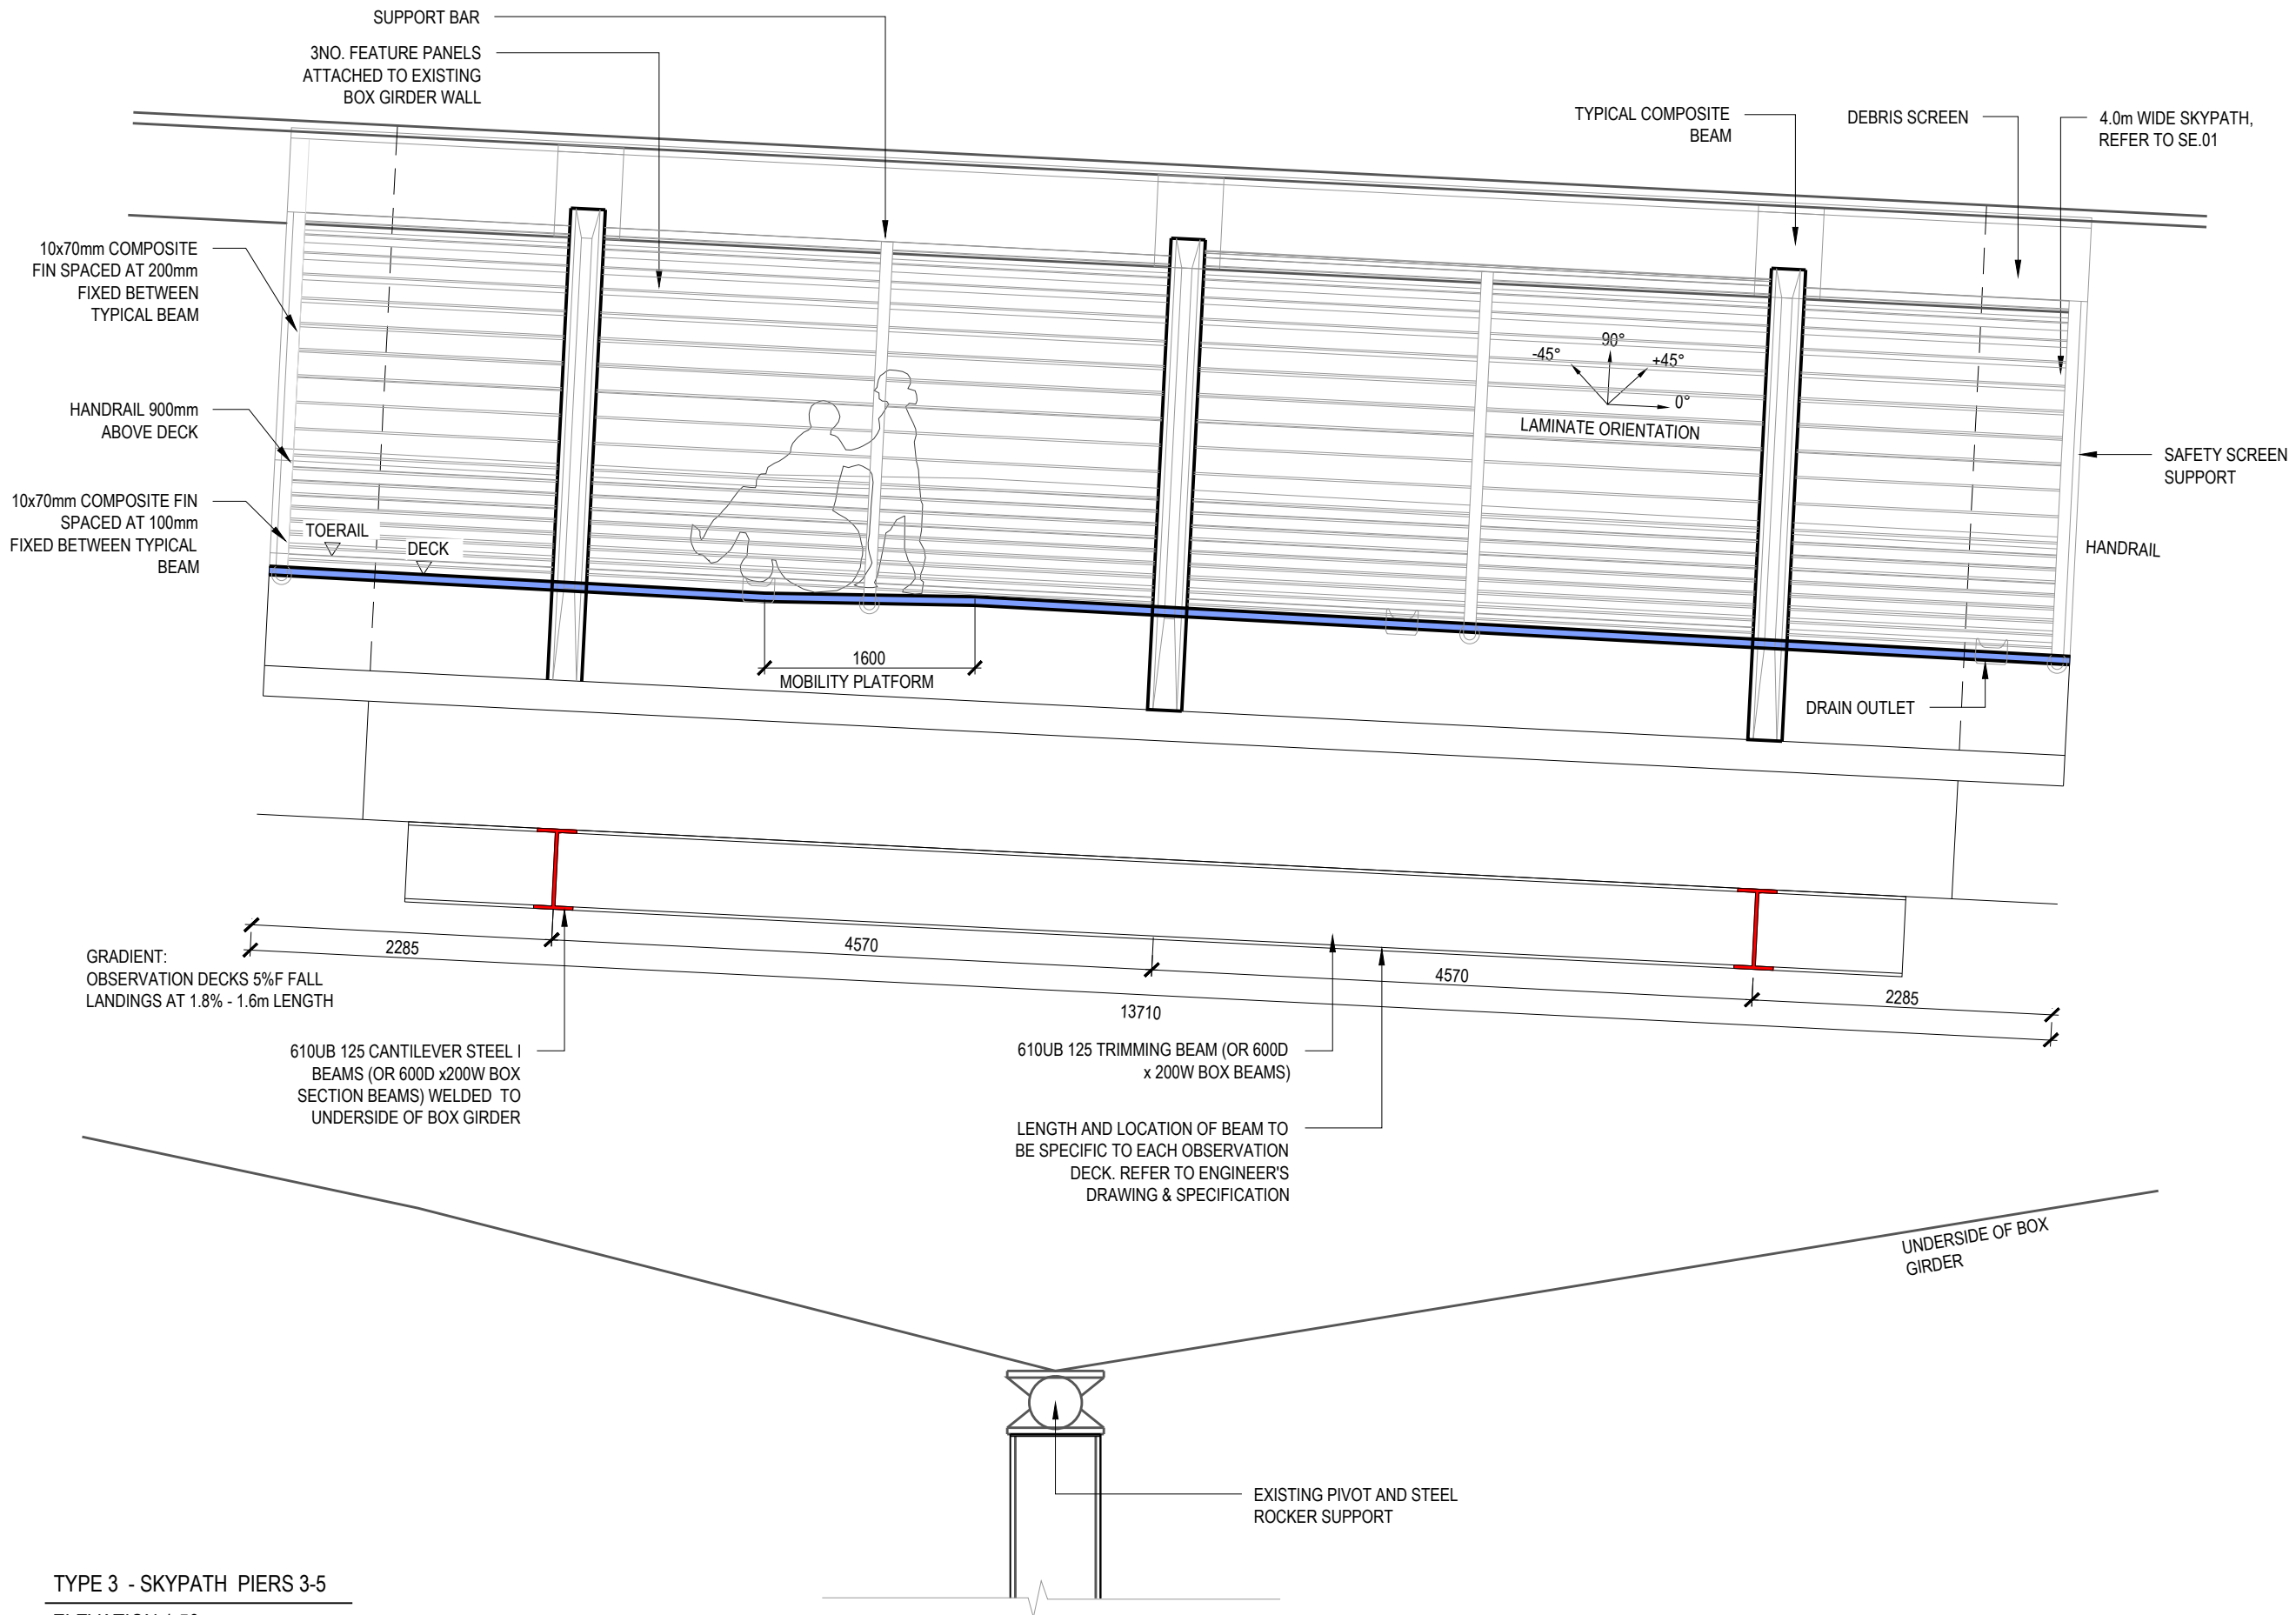 SUPPORT BAR
3NO. FEATURE PANELS
ATTACHED TO EXISTING
BOX GIRDER WALL
TYPICAL COMPOSITE
BEAM
DEBRIS SCREEN
4.0m WIDE SKYPATH,
REFER TO SE.01
10x70mm COMPOSITE
FIN SPACED AT 200mm
FIXED BETWEEN
TYPICAL BEAM
90°
-45°
+45°
0°
LAMINATE ORIENTATION
HANDRAIL 900mm
ABOVE DECK
SAFETY SCREEN
SUPPORT
10x70mm COMPOSITE FIN
SPACED AT 100mm
FIXED BETWEEN TYPICAL
BEAM
TOERAIL
DECK
HANDRAIL
1600
MOBILITY PLATFORM
DRAIN OUTLET
2285
4570
4570
2285
13710
GRADIENT:
OBSERVATION DECKS 5%F FALL
LANDINGS AT 1.8% - 1.6m LENGTH
610UB 125 CANTILEVER STEEL I
BEAMS (OR 600D x200W BOX
SECTION BEAMS) WELDED TO
UNDERSIDE OF BOX GIRDER
610UB 125 TRIMMING BEAM (OR 600D
x 200W BOX BEAMS)
LENGTH AND LOCATION OF BEAM TO
BE SPECIFIC TO EACH OBSERVATION
DECK. REFER TO ENGINEER'S
DRAWING & SPECIFICATION
UNDERSIDE OF BOX
GIRDER
EXISTING PIVOT AND STEEL
ROCKER SUPPORT
TYPE 3 - SKYPATH PIERS 3-5